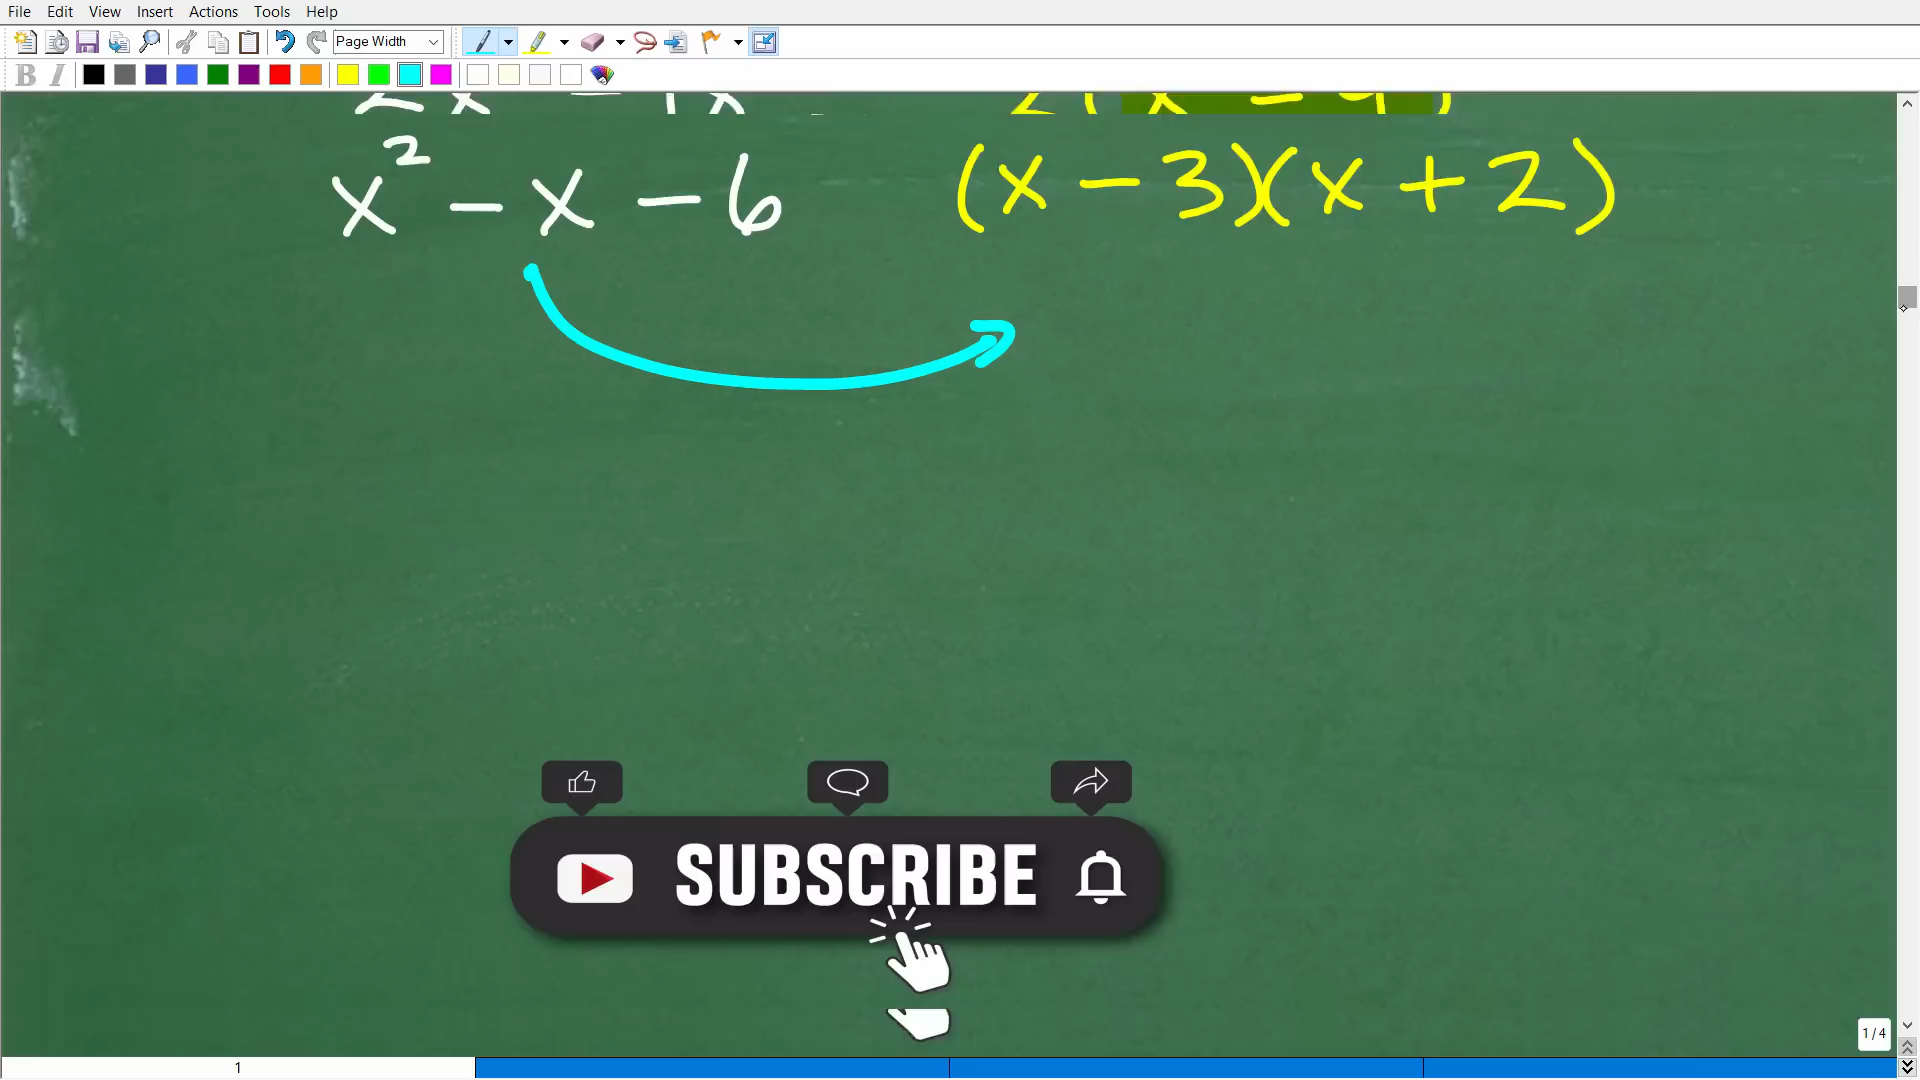 File Edit View Insert Actions Tools Help
Page Width
B I
x² - x - 6 (x - 3)(x + 2)
SUBSCRIBE
1 / 4
1